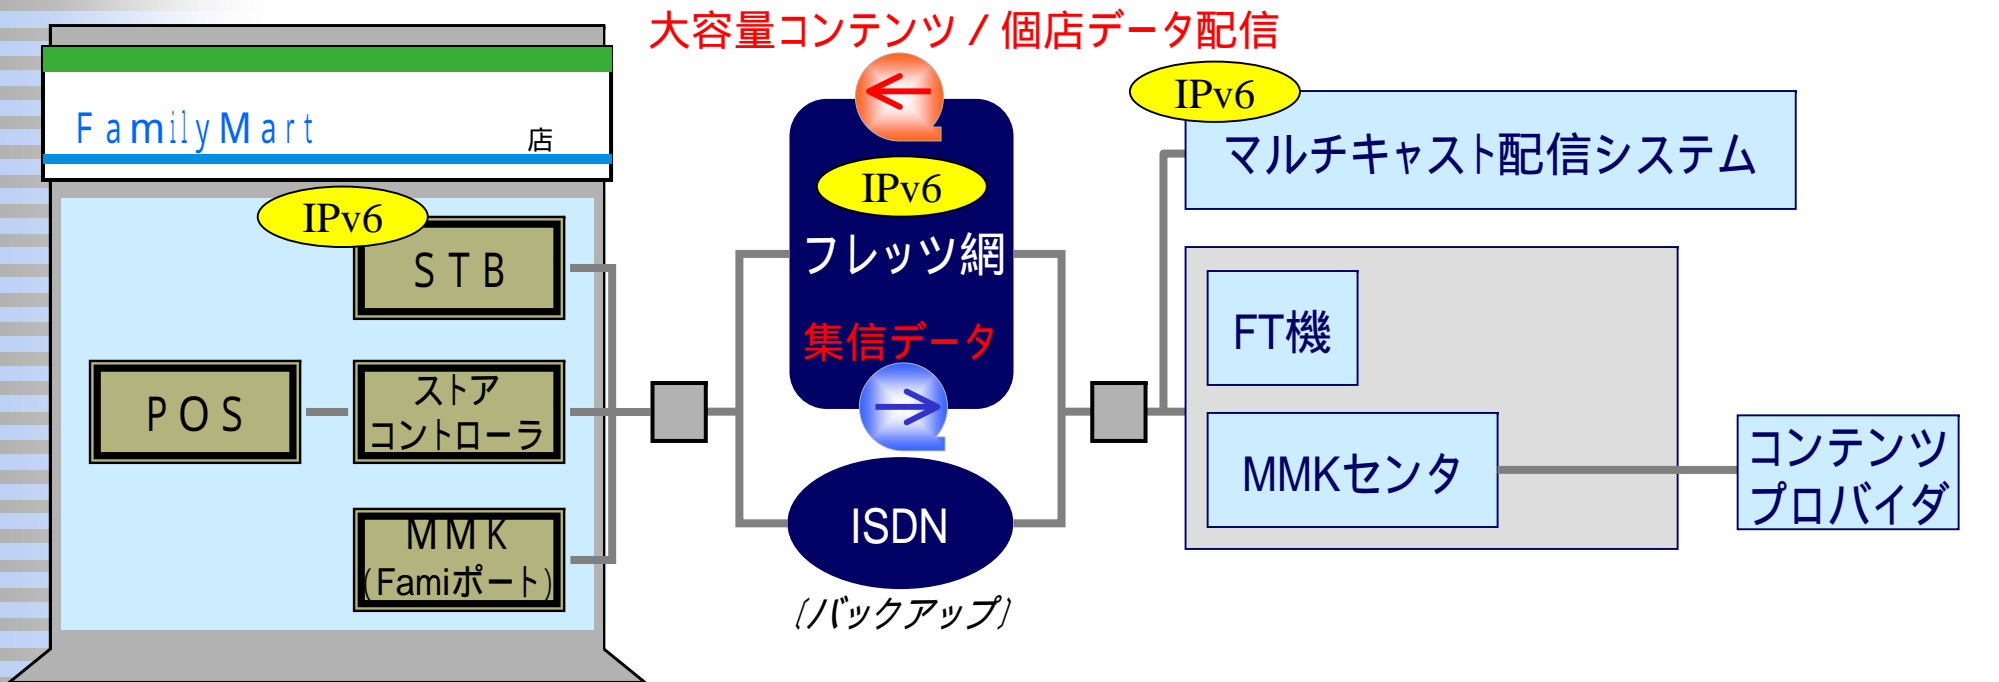 大容量コンテンツ / 個店データ配信
FamilyMart
店
IPv6
STB
POS
ストア
コントローラ
MMK
(Famiポート)
IPv6
フレッツ網
集信データ
ISDN
(バックアップ)
IPv6
マルチキャスト配信システム
FT機
MMKセンタ
コンテンツ
プロバイダ